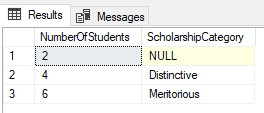 Results Messages
NumberOfStudents ScholarshipCategory
1 2 NULL
2 4 Distinctive
3 6 Meritorious